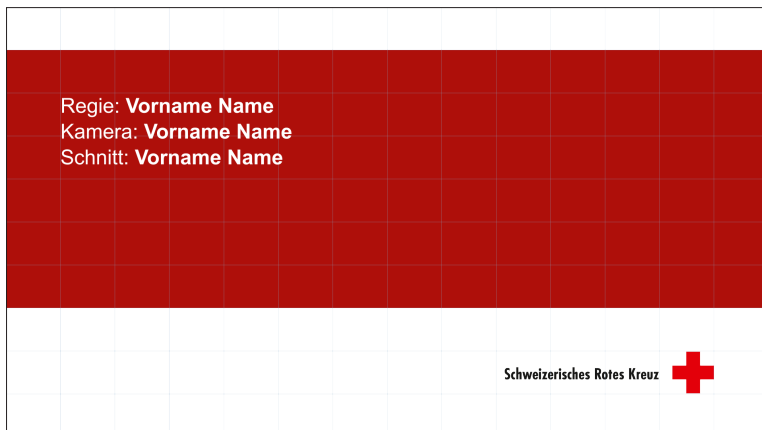 Regie: Vorname Name
Kamera: Vorname Name
Schnitt: Vorname Name
Schweizerisches Rotes Kreuz